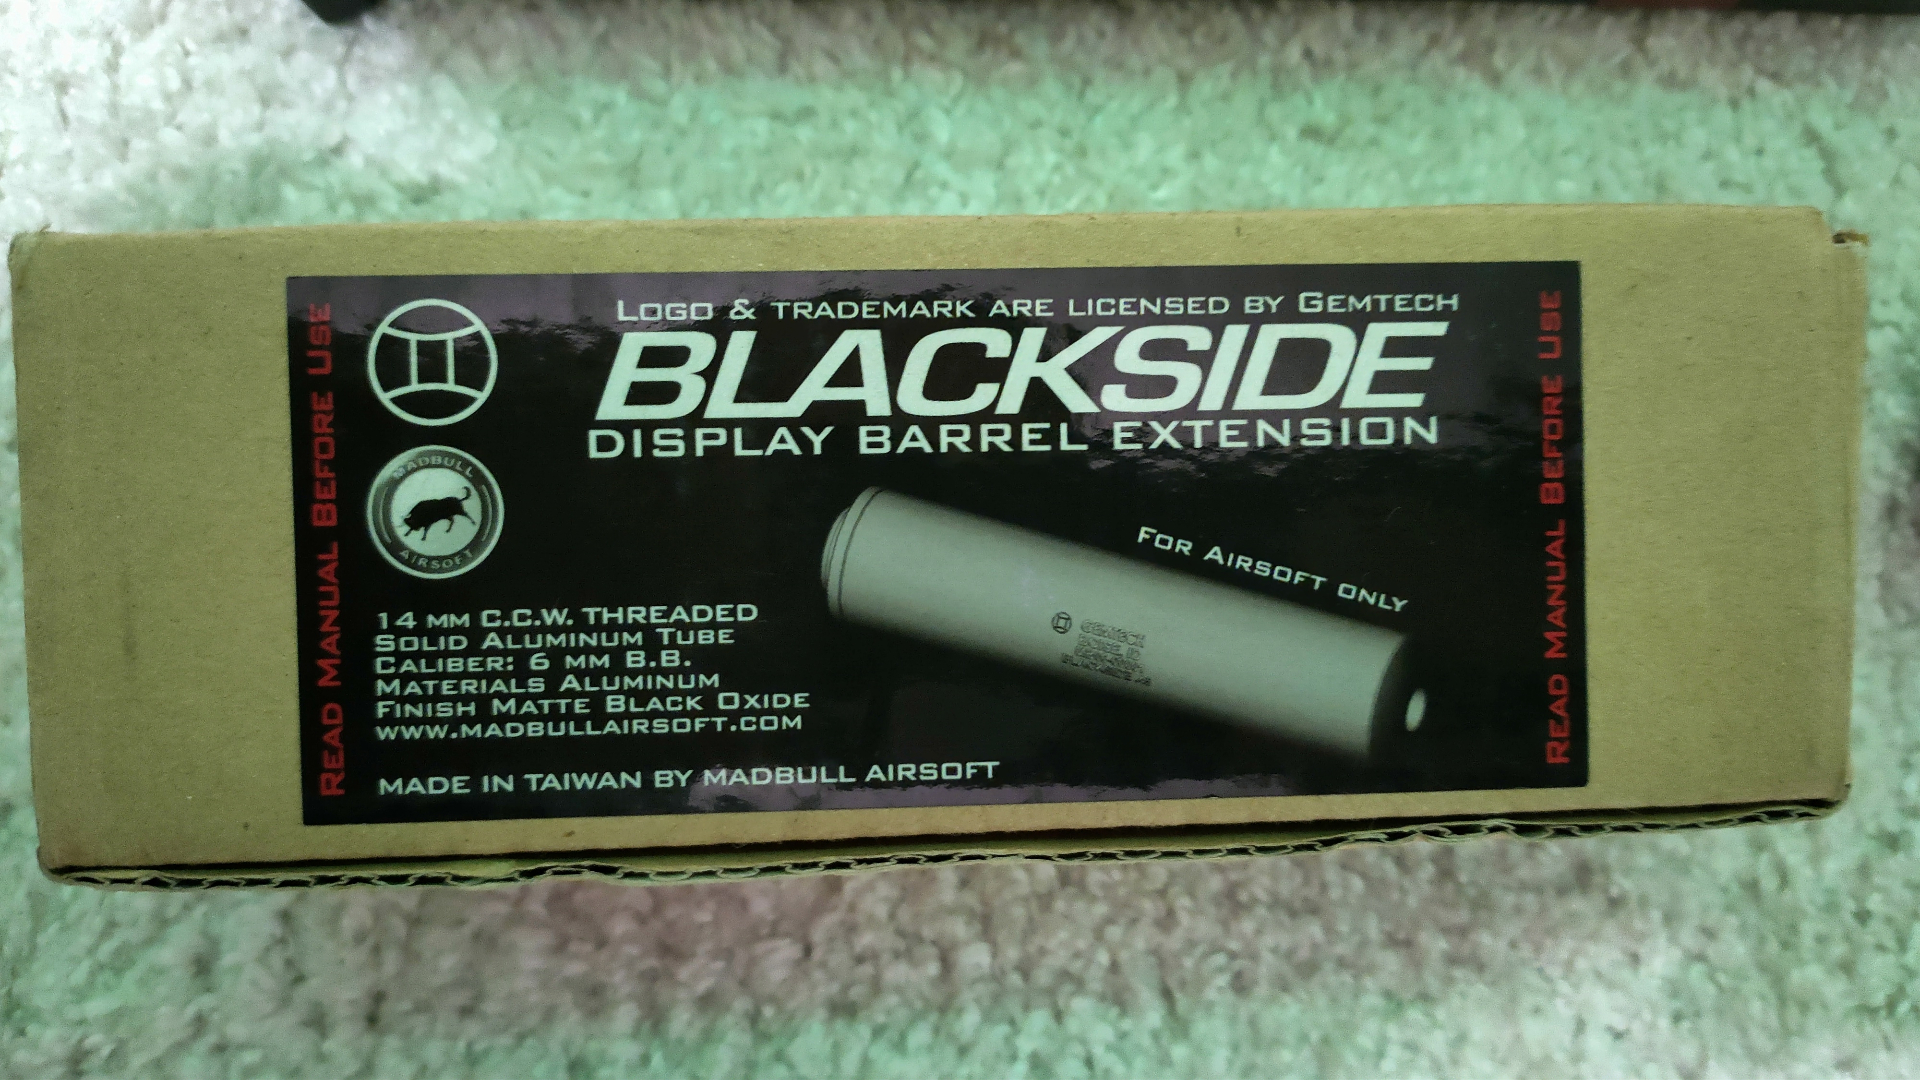 LOGO & TRADEMARK ARE LICENSED BY GEMTECH
BLACKSIDE
DISPLAY BARREL EXTENSION
READ MANUAL BEFORE USE
MADBULL
AIRSOFT
FOR AIRSOFT ONLY
GEMTECH
14 MM C.C.W. THREADED
SOLID ALUMINUM TUBE
CALIBER: 6 MM B.B.
MATERIALS ALUMINUM
FINISH MATTE BLACK OXIDE
WWW.MADBULLAIRSOFT.COM
MADE IN TAIWAN BY MADBULL AIRSOFT
READ MANUAL BEFORE USE